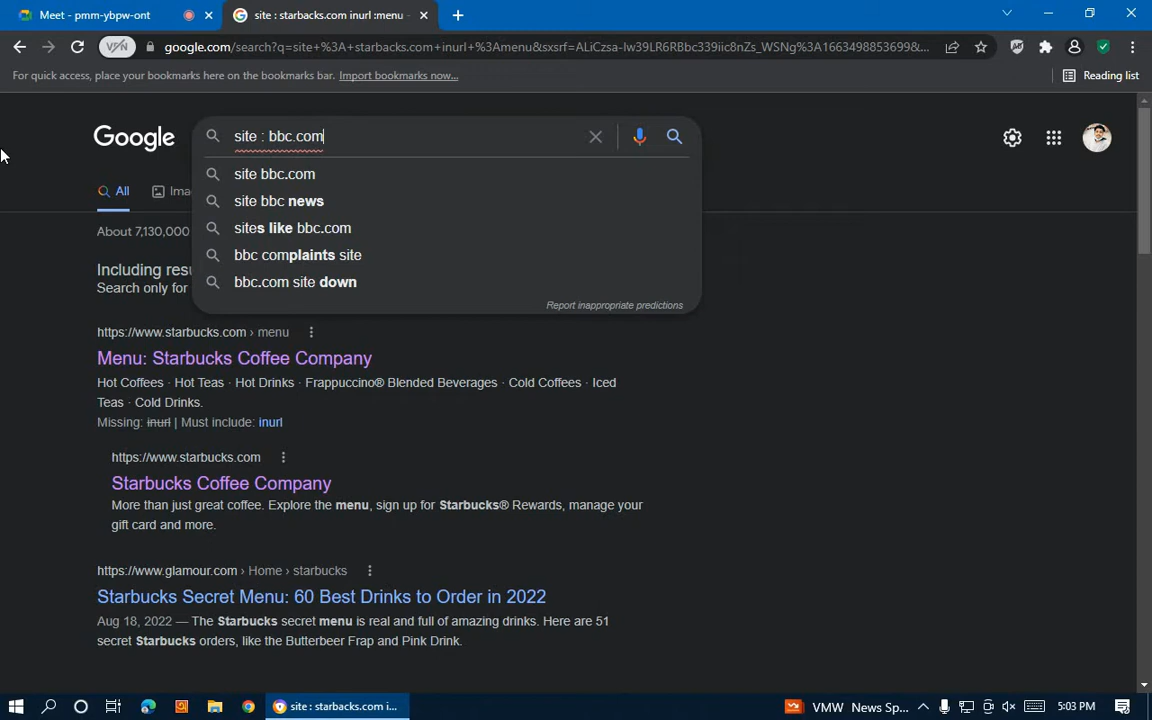 Meet - pmm-ybpw-ont
site : starbacks.com inurl :menu -
VPN
google.com/search?q=site+%3A+starbacks.com+inurl+%3Amenu&sxsrf=ALiCzsa-Iw39LR6RBbc339iic8nZs_WSNg%3A1663498853699&...
For quick access, place your bookmarks here on the bookmarks bar. Import bookmarks now...
Reading list
Google
site : bbc.com
site bbc.com
site bbc news
sites like bbc.com
bbc complaints site
bbc.com site down
Report inappropriate predictions
All
Ima
About 7,130,000
Including resu
Search only for
https://www.starbucks.com › menu
Menu: Starbucks Coffee Company
Hot Coffees · Hot Teas · Hot Drinks · Frappuccino® Blended Beverages · Cold Coffees · Iced
Teas · Cold Drinks.
Missing: inurl | Must include: inurl
https://www.starbucks.com
Starbucks Coffee Company
More than just great coffee. Explore the menu, sign up for Starbucks® Rewards, manage your
gift card and more.
https://www.glamour.com › Home › starbucks
Starbucks Secret Menu: 60 Best Drinks to Order in 2022
Aug 18, 2022 — The Starbucks secret menu is real and full of amazing drinks. Here are 51
secret Starbucks orders, like the Butterbeer Frap and Pink Drink.
site : starbacks.com i...
VMW News Sp...
5:03 PM